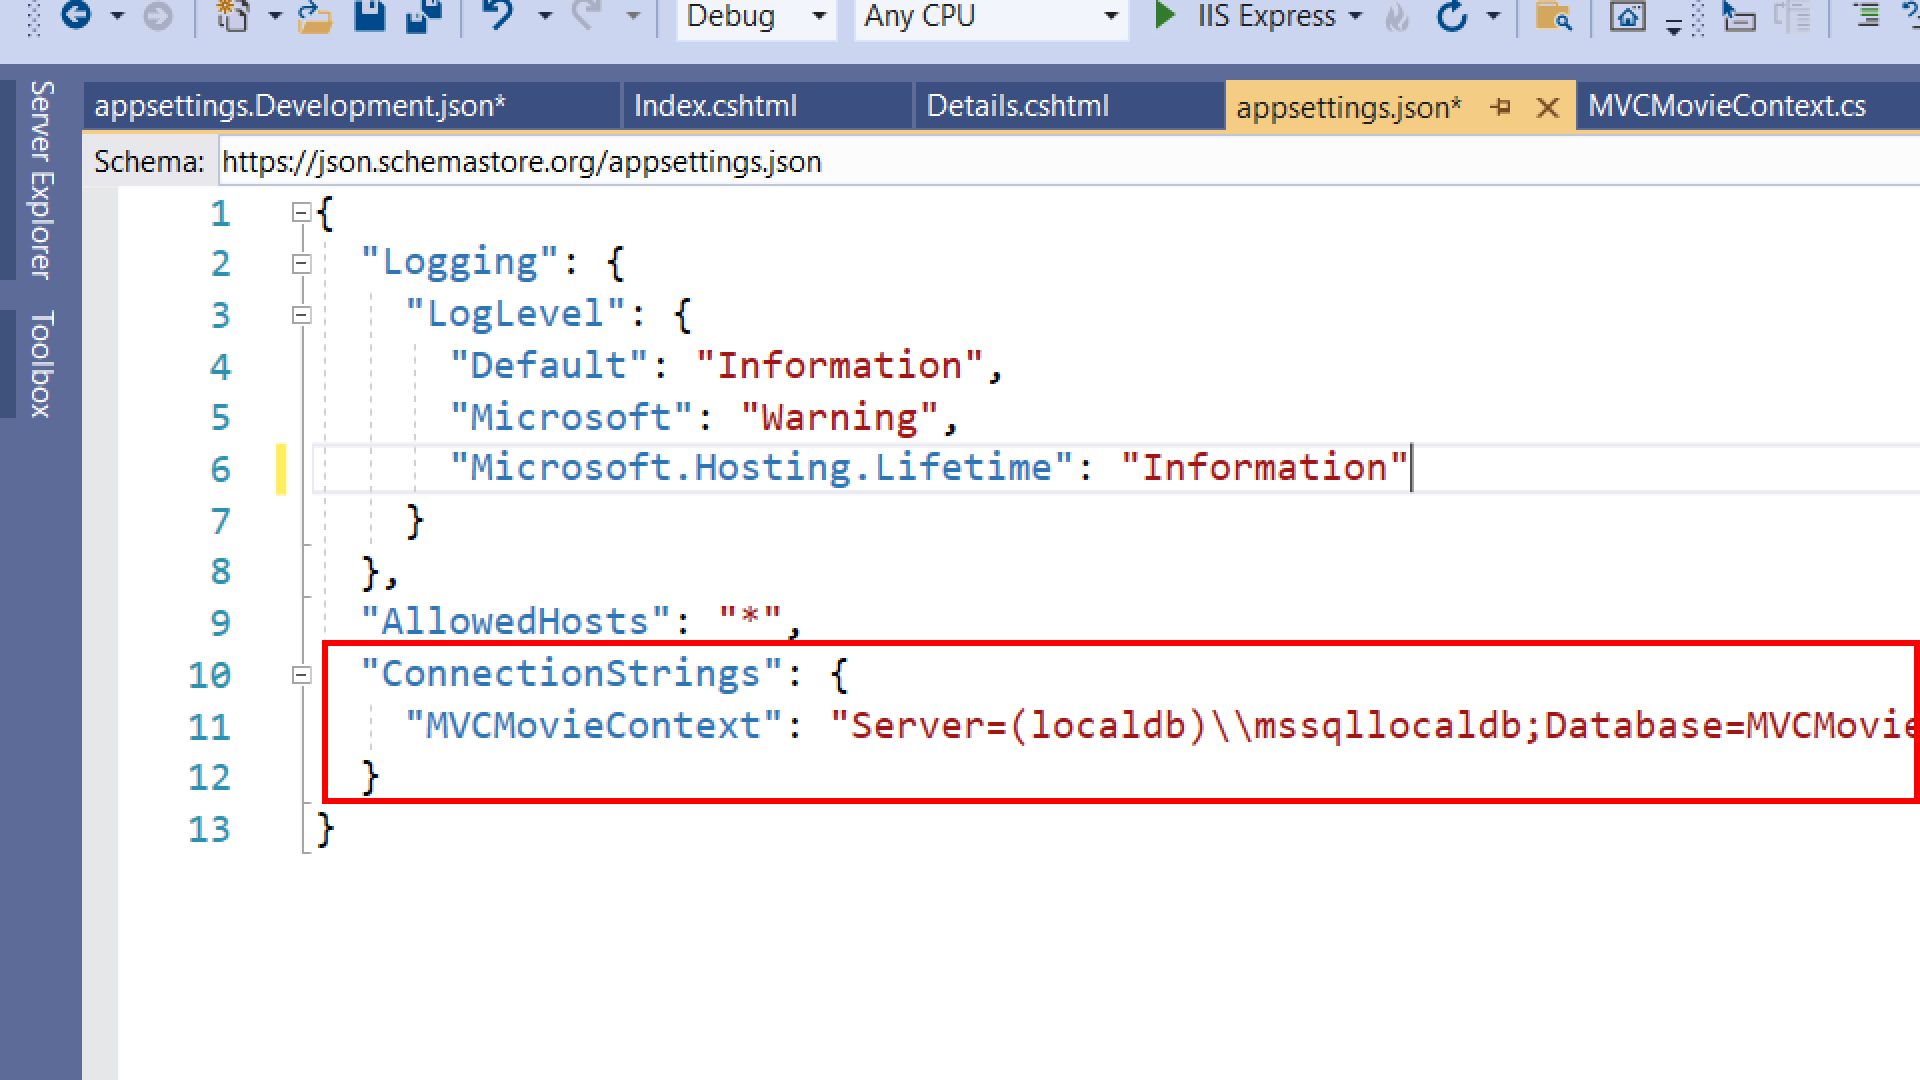 Debug Any CPU IIS Express
Server Explorer
Toolbox
appsettings.Development.json* Index.cshtml Details.cshtml appsettings.json* MVCMovieContext.cs
Schema: https://json.schemastore.org/appsettings.json
1 {
2 "Logging": {
3 "LogLevel": {
4 "Default": "Information",
5 "Microsoft": "Warning",
6 "Microsoft.Hosting.Lifetime": "Information"
7 }
8 },
9 "AllowedHosts": "*",
10 "ConnectionStrings": {
11 "MVCMovieContext": "Server=(localdb)\\mssqllocaldb;Database=MVCMovie
12 }
13 }